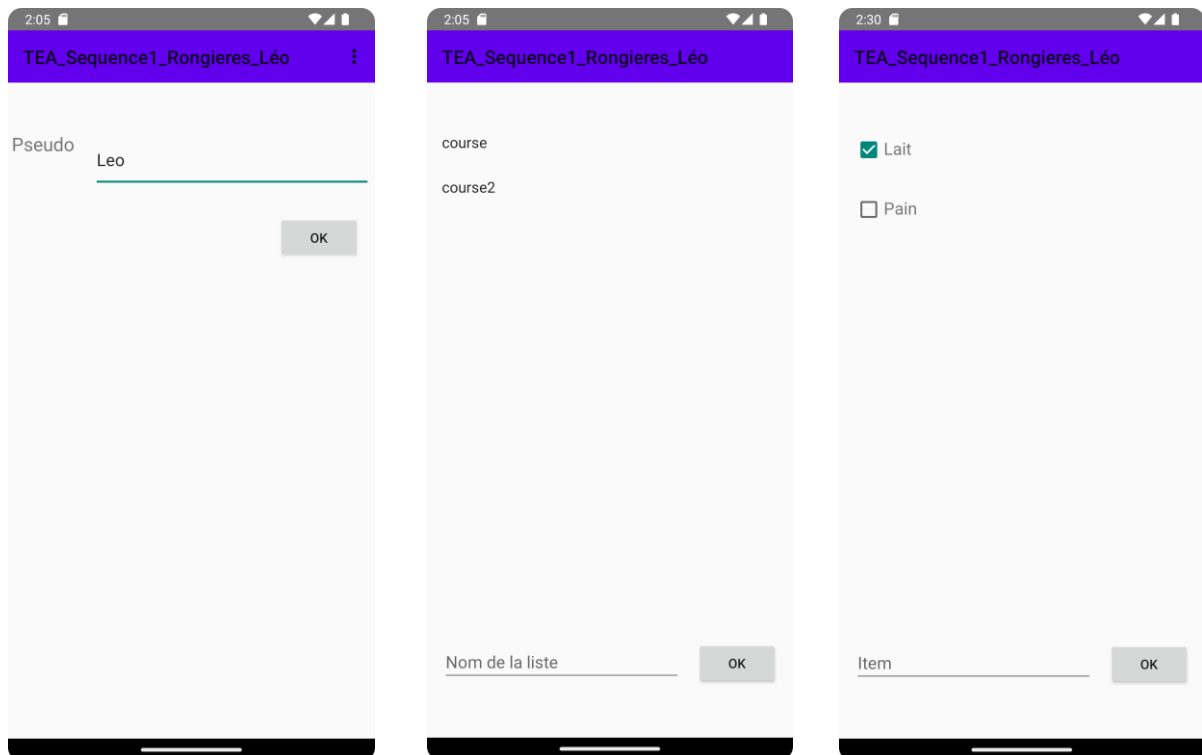 2:05
TEA_Sequence1_Rongieres_Léo
Pseudo
Leo
OK
2:05
TEA_Sequence1_Rongieres_Léo
course
course2
Nom de la liste
OK
2:30
TEA_Sequence1_Rongieres_Léo
Lait
Pain
Item
OK